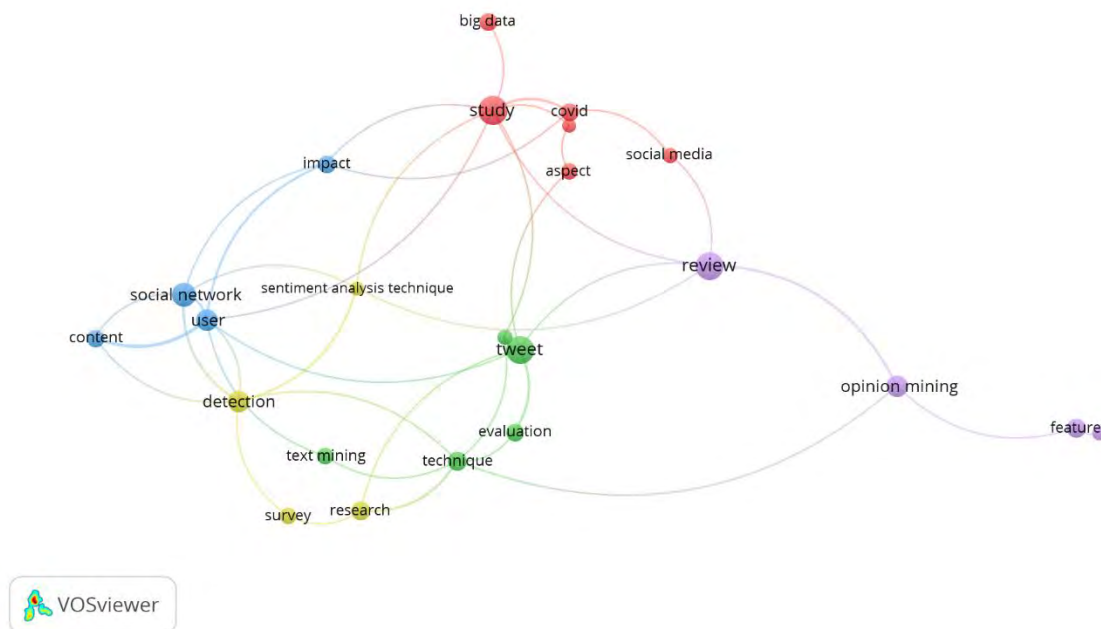 big data
study
covid
social media
impact
aspect
review
sentiment analysis technique
social network
user
content
tweet
opinion mining
detection
feature
evaluation
text mining
technique
survey
research
VOSviewer